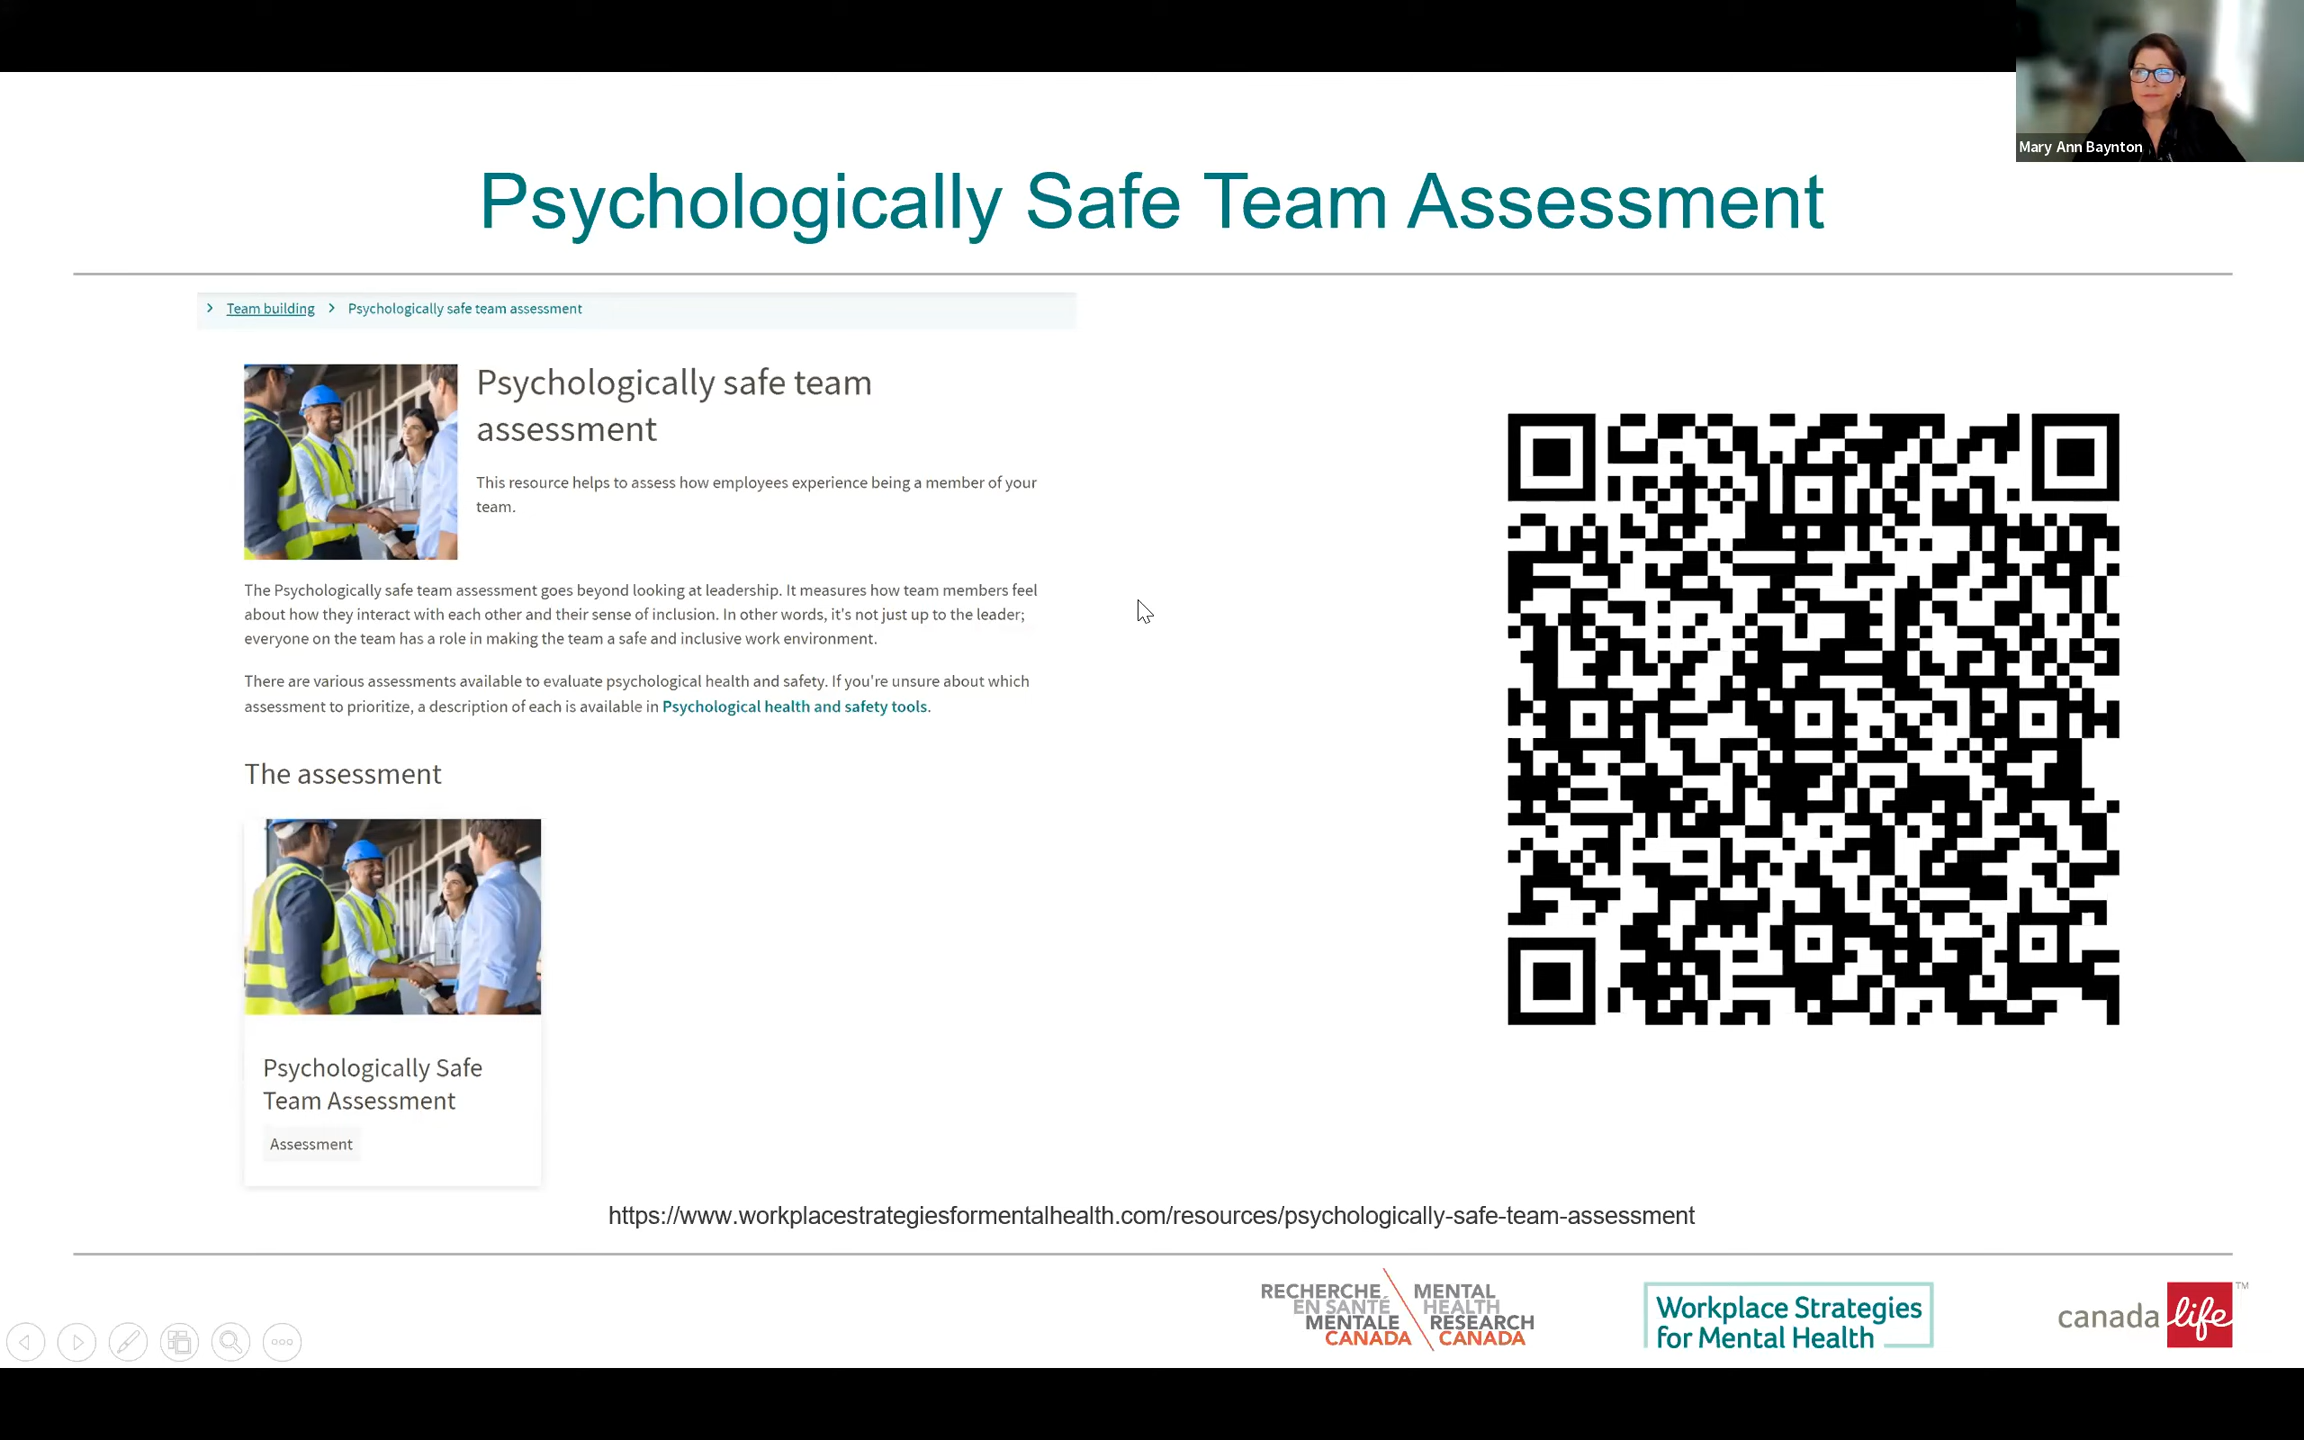 Mary Ann Baynton
Psychologically Safe Team Assessment
> Team building > Psychologically safe team assessment
Psychologically safe team
assessment
This resource helps to assess how employees experience being a member of your
team.
The Psychologically safe team assessment goes beyond looking at leadership. It measures how team members feel
about how they interact with each other and their sense of inclusion. In other words, it's not just up to the leader;
everyone on the team has a role in making the team a safe and inclusive work environment.
There are various assessments available to evaluate psychological health and safety. If you're unsure about which
assessment to prioritize, a description of each is available in Psychological health and safety tools.
The assessment
Psychologically Safe
Team Assessment
Assessment
https://www.workplacestrategiesformentalhealth.com/resources/psychologically-safe-team-assessment
RECHERCHE
EN SANTÉ
MENTALE
CANADA
MENTAL
HEALTH
RESEARCH
CANADA
Workplace Strategies
for Mental Health
canada life™